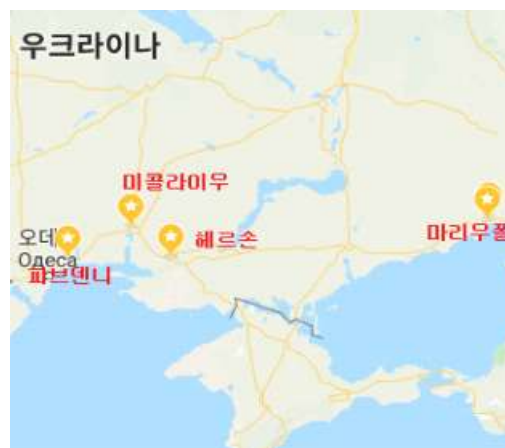 우크라이나
미콜라이우
헤르손
마리우폴
오데
Одеса
피브덴니